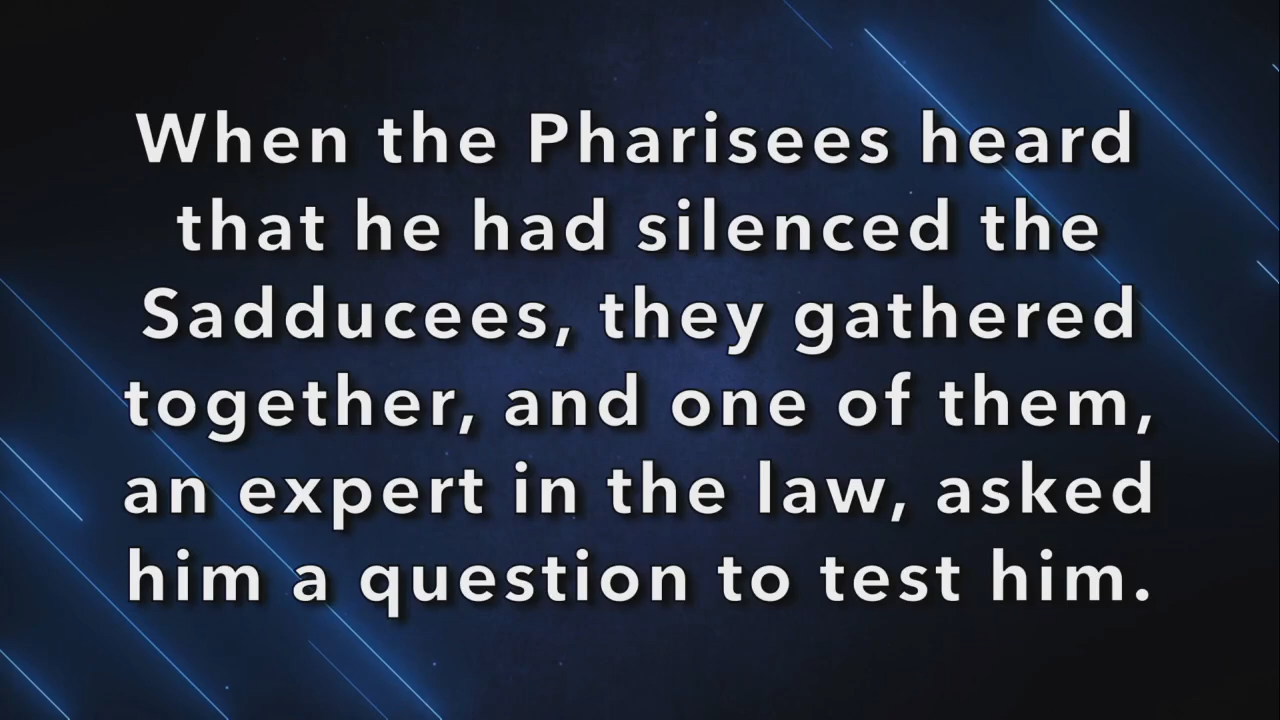 When the Pharisees heard
that he had silenced the
Sadducees, they gathered
together, and one of them,
an expert in the law, asked
him a question to test him.